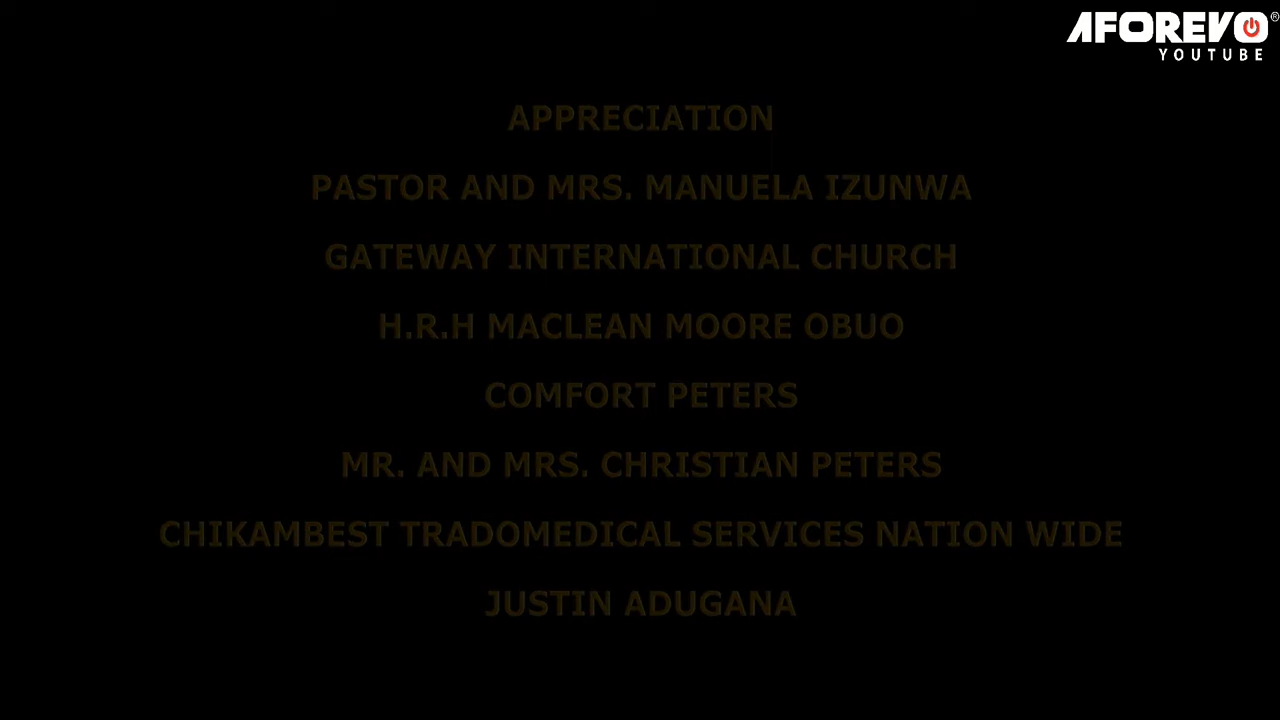 AFOREVO®
YOUTUBE
APPRECIATION
PASTOR AND MRS. MANUELA IZUNWA
GATEWAY INTERNATIONAL CHURCH
H.R.H MACLEAN MOORE OBUO
COMFORT PETERS
MR. AND MRS. CHRISTIAN PETERS
CHIKAMBEST TRADOMEDICAL SERVICES NATION WIDE
JUSTIN ADUGANA